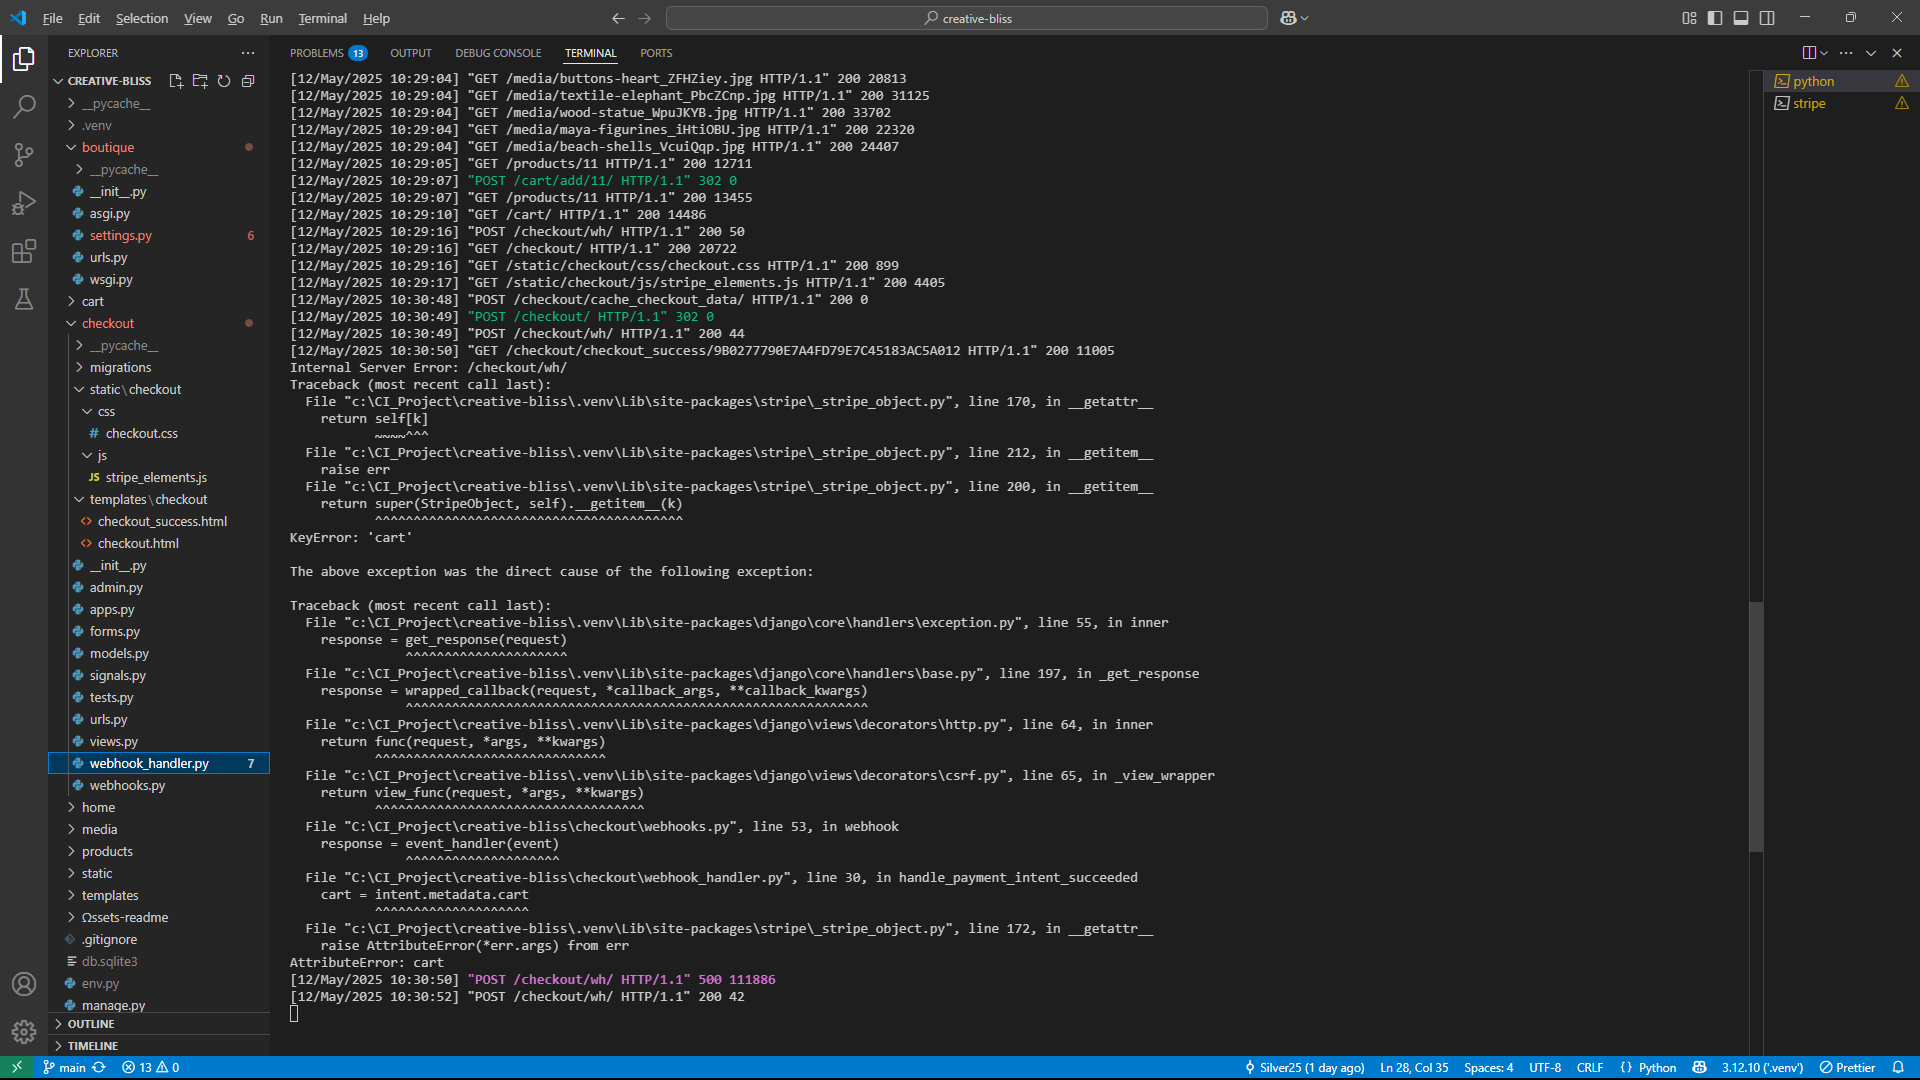 File Edit Selection View Go Run Terminal Help
creative-bliss
EXPLORER
CREATIVE-BLISS
__pycache__
.venv
boutique
__pycache__
__init__.py
asgi.py
settings.py 6
urls.py
wsgi.py
cart
checkout
__pycache__
migrations
static\checkout
css
# checkout.css
js
JS stripe_elements.js
templates\checkout
<> checkout_success.html
<> checkout.html
__init__.py
admin.py
apps.py
forms.py
models.py
signals.py
tests.py
urls.py
views.py
webhook_handler.py 7
webhooks.py
home
media
products
static
templates
Ωssets-readme
.gitignore
db.sqlite3
env.py
manage.py
OUTLINE
TIMELINE
PROBLEMS 13 OUTPUT DEBUG CONSOLE TERMINAL PORTS
[12/May/2025 10:29:04] "GET /media/buttons-heart_ZFHZiey.jpg HTTP/1.1" 200 20813
[12/May/2025 10:29:04] "GET /media/textile-elephant_PbcZCnp.jpg HTTP/1.1" 200 31125
[12/May/2025 10:29:04] "GET /media/wood-statue_WpuJKYB.jpg HTTP/1.1" 200 33702
[12/May/2025 10:29:04] "GET /media/maya-figurines_iHtiOBU.jpg HTTP/1.1" 200 22320
[12/May/2025 10:29:04] "GET /media/beach-shells_VcuiQqp.jpg HTTP/1.1" 200 24407
[12/May/2025 10:29:05] "GET /products/11 HTTP/1.1" 200 12711
[12/May/2025 10:29:07] "POST /cart/add/11/ HTTP/1.1" 302 0
[12/May/2025 10:29:07] "GET /products/11 HTTP/1.1" 200 13455
[12/May/2025 10:29:10] "GET /cart/ HTTP/1.1" 200 14486
[12/May/2025 10:29:16] "POST /checkout/wh/ HTTP/1.1" 200 50
[12/May/2025 10:29:16] "GET /checkout/ HTTP/1.1" 200 20722
[12/May/2025 10:29:16] "GET /static/checkout/css/checkout.css HTTP/1.1" 200 899
[12/May/2025 10:29:17] "GET /static/checkout/js/stripe_elements.js HTTP/1.1" 200 4405
[12/May/2025 10:30:48] "POST /checkout/cache_checkout_data/ HTTP/1.1" 200 0
[12/May/2025 10:30:49] "POST /checkout/ HTTP/1.1" 302 0
[12/May/2025 10:30:49] "POST /checkout/wh/ HTTP/1.1" 200 44
[12/May/2025 10:30:50] "GET /checkout/checkout_success/9B0277790E7A4FD79E7C45183AC5A012 HTTP/1.1" 200 11005
Internal Server Error: /checkout/wh/
Traceback (most recent call last):
File "c:\CI_Project\creative-bliss\.venv\Lib\site-packages\stripe\_stripe_object.py", line 170, in __getattr__
return self[k]
~~~~^^^
File "c:\CI_Project\creative-bliss\.venv\Lib\site-packages\stripe\_stripe_object.py", line 212, in __getitem__
raise err
File "c:\CI_Project\creative-bliss\.venv\Lib\site-packages\stripe\_stripe_object.py", line 200, in __getitem__
return super(StripeObject, self).__getitem__(k)
^^^^^^^^^^^^^^^^^^^^^^^^^^^^^^^^^^^^^^^^
KeyError: 'cart'
The above exception was the direct cause of the following exception:
Traceback (most recent call last):
File "c:\CI_Project\creative-bliss\.venv\Lib\site-packages\django\core\handlers\exception.py", line 55, in inner
response = get_response(request)
^^^^^^^^^^^^^^^^^^^^^
File "c:\CI_Project\creative-bliss\.venv\Lib\site-packages\django\core\handlers\base.py", line 197, in _get_response
response = wrapped_callback(request, *callback_args, **callback_kwargs)
^^^^^^^^^^^^^^^^^^^^^^^^^^^^^^^^^^^^^^^^^^^^^^^^^^^^^^^^^^^^
File "c:\CI_Project\creative-bliss\.venv\Lib\site-packages\django\views\decorators\http.py", line 64, in inner
return func(request, *args, **kwargs)
^^^^^^^^^^^^^^^^^^^^^^^^^^^^^^
File "c:\CI_Project\creative-bliss\.venv\Lib\site-packages\django\views\decorators\csrf.py", line 65, in _view_wrapper
return view_func(request, *args, **kwargs)
^^^^^^^^^^^^^^^^^^^^^^^^^^^^^^^^^^^
File "C:\CI_Project\creative-bliss\checkout\webhooks.py", line 53, in webhook
response = event_handler(event)
^^^^^^^^^^^^^^^^^^^^
File "C:\CI_Project\creative-bliss\checkout\webhook_handler.py", line 30, in handle_payment_intent_succeeded
cart = intent.metadata.cart
^^^^^^^^^^^^^^^^^^^^
File "c:\CI_Project\creative-bliss\.venv\Lib\site-packages\stripe\_stripe_object.py", line 172, in __getattr__
raise AttributeError(*err.args) from err
AttributeError: cart
[12/May/2025 10:30:50] "POST /checkout/wh/ HTTP/1.1" 500 111886
[12/May/2025 10:30:52] "POST /checkout/wh/ HTTP/1.1" 200 42
python
stripe
main 13 0 Silver25 (1 day ago) Ln 28, Col 35 Spaces: 4 UTF-8 CRLF {} Python 3.12.10 ('.venv') Prettier